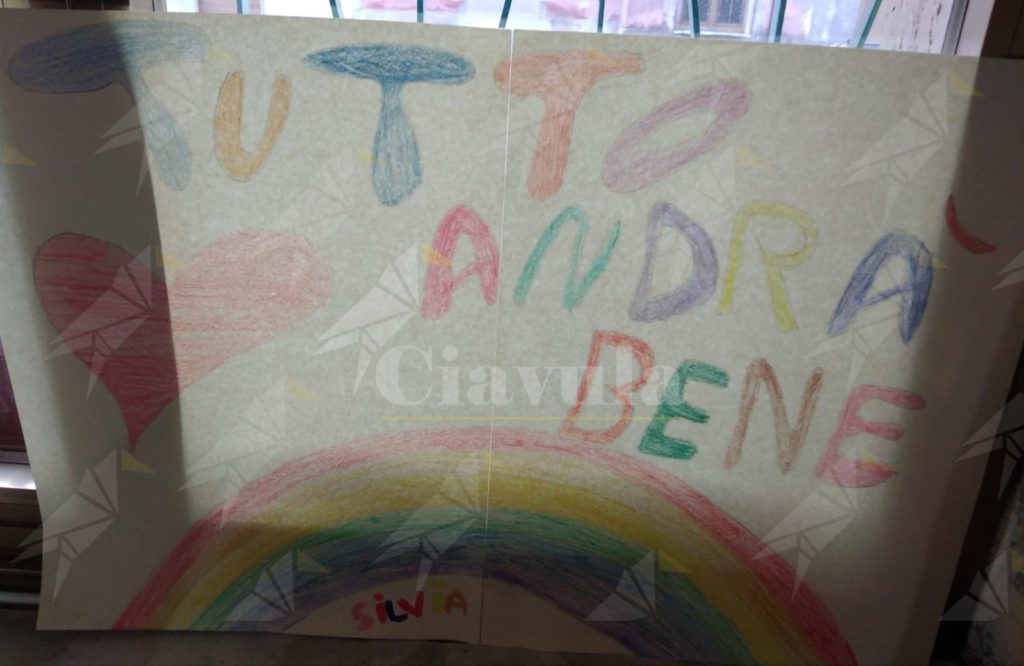 TUTTO
ANDRA
BENE
Ciavula
SiLViA